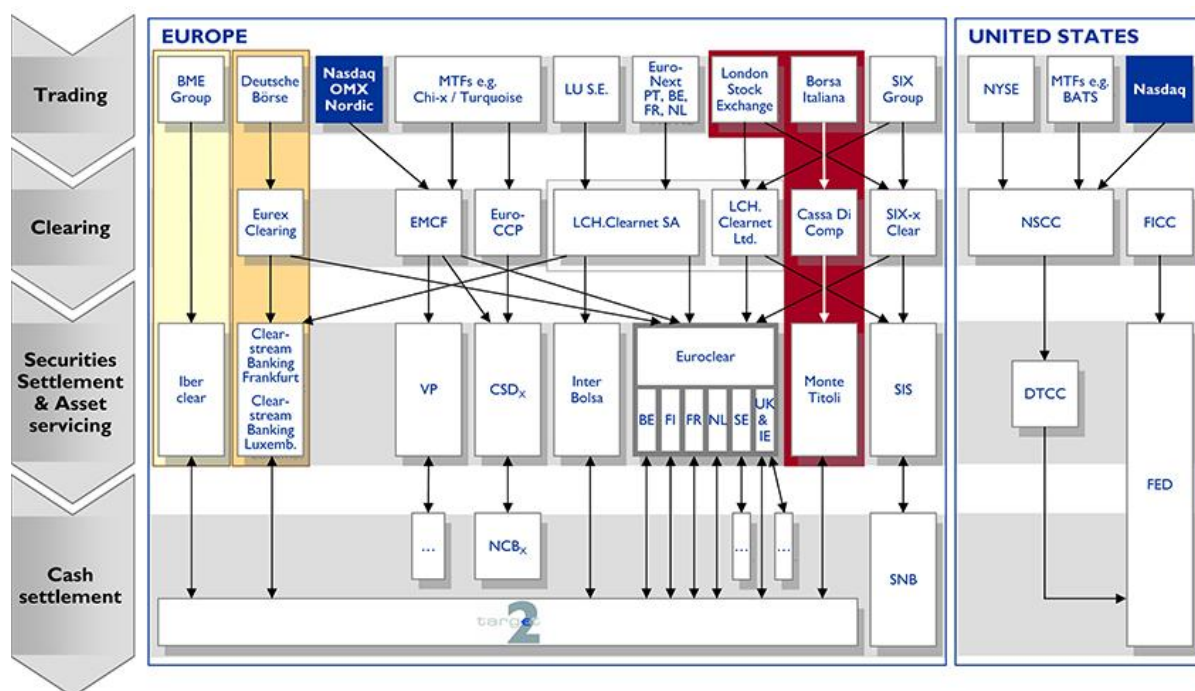 EUROPE
UNITED STATES
Trading
BME
Group
Deutsche
Börse
Nasdaq
OMX
Nordic
MTFs e.g.
Chi-x / Turquoise
LU S.E.
Euro-
Next
PT, BE,
FR, NL
London
Stock
Exchange
Borsa
Italiana
SIX
Group
NYSE
MTFs e.g.
BATS
Nasdaq
Clearing
Eurex
Clearing
EMCF
Euro-
CCP
LCH.Clearnet SA
LCH.
Clearnet
Ltd.
Cassa Di
Comp
SIX-x
Clear
NSCC
FICC
Securities
Settlement
& Asset
servicing
Iber
clear
Clear-
stream
Banking
Frankfurt
Clear-
stream
Banking
Luxemb.
VP
CSDX
Inter
Bolsa
Euroclear
BE
FI
FR
NL
SE
UK
&
IE
Monte
Titoli
SIS
DTCC
FED
Cash
settlement
...
NCBX
...
...
SNB
target
2